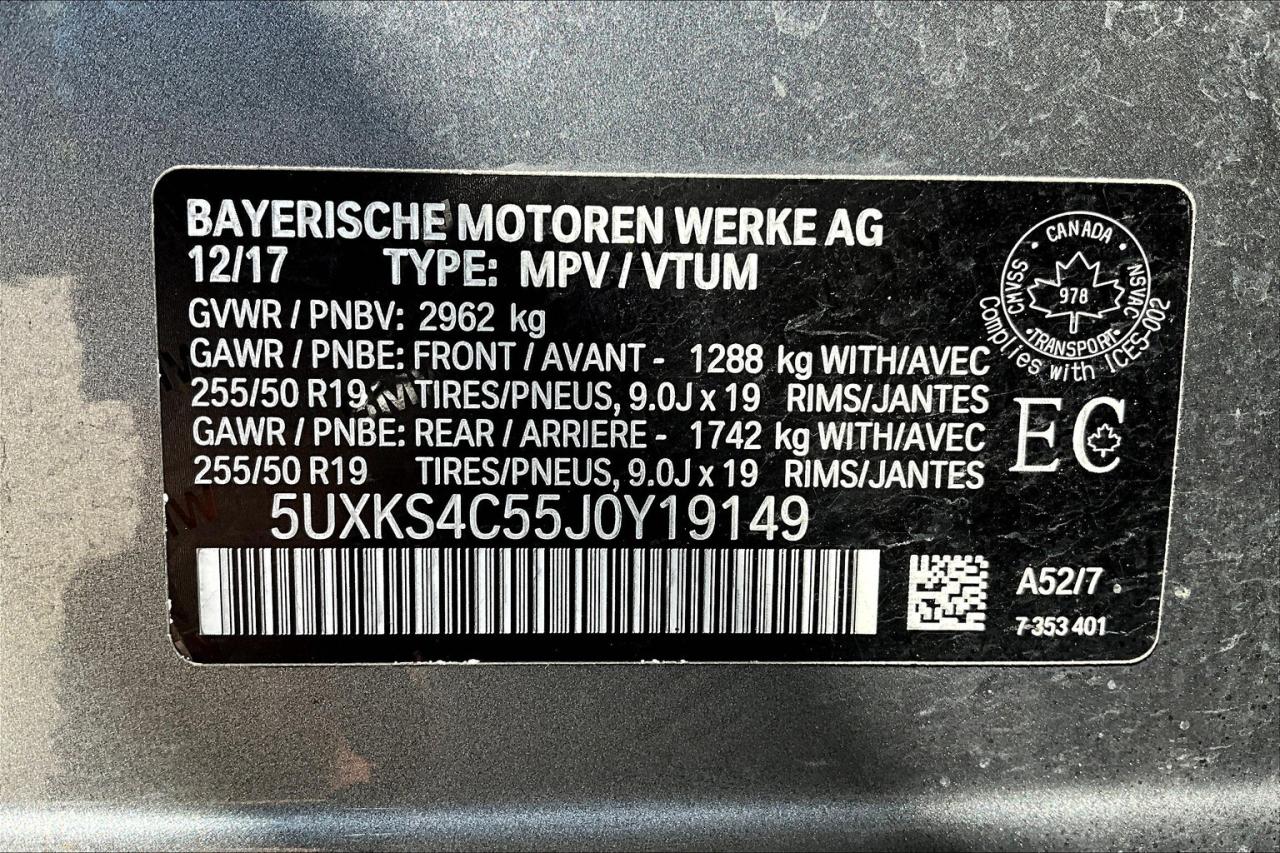 BAYERISCHE MOTOREN WERKE AG
12/17 TYPE: MPV / VTUM
GVWR / PNBV: 2962 kg
GAWR / PNBE: FRONT / AVANT - 1288 kg WITH/AVEC
255/50 R19 TIRES/PNEUS, 9.0J x 19 RIMS/JANTES
GAWR / PNBE: REAR / ARRIERE - 1742 kg WITH/AVEC
255/50 R19 TIRES/PNEUS, 9.0J x 19 RIMS/JANTES
5UXKS4C55J0Y19149
CANADA
CMVSS
NSVAC
978
TRANSPORT
Complies with ICES-002
EC
A52/7
7 353 401